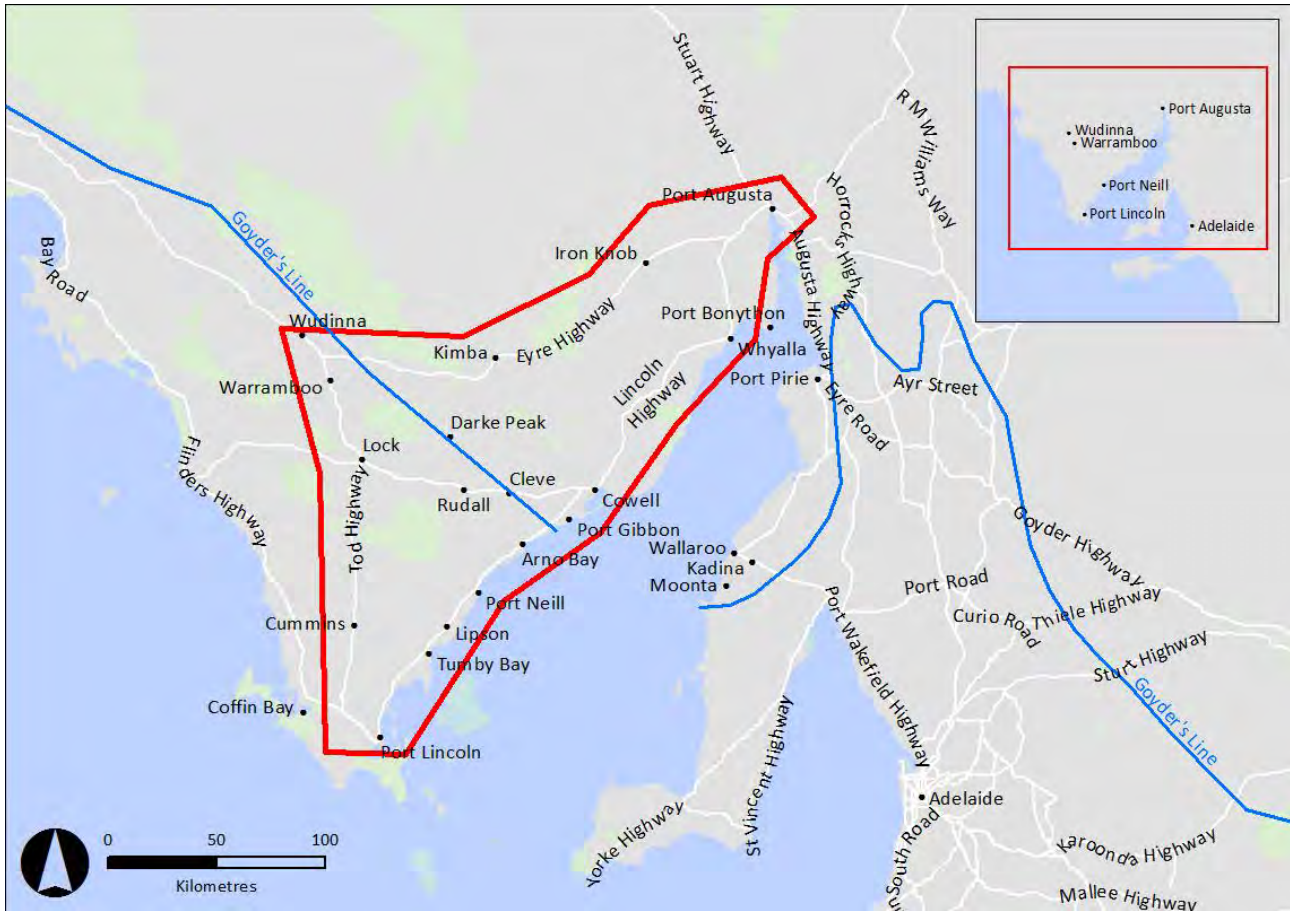 Stuart Highway
R M Williams Way
Port Augusta
Horrocks Highway
Augusta Highway
Iron Knob
Goyder's Line
Bay Road
Wudinna
Port Bonython
Kimba
Eyre Highway
Whyalla
Lincoln
Highway
Warramboo
Port Pirie
Eyre Road
Ayr Street
Darke Peak
Lock
Flinders Highway
Cleve
Rudall
Cowell
Tod Highway
Port Gibbon
Goyder Highway
Arno Bay
Wallaroo
Kadina
Moonta
Port Neill
Port Road
Curio Road
Thiele Highway
Cummins
Lipson
Port Wakefield Highway
Sturt Highway
Tumby Bay
Goyder's Line
Coffin Bay
Port Lincoln
St Vincent Highway
Adelaide
Yorke Highway
South Road
Karoonda Highway
Mallee Highway
0 50 100
Kilometres
Port Augusta
Wudinna
Warramboo
Port Neill
Port Lincoln
Adelaide